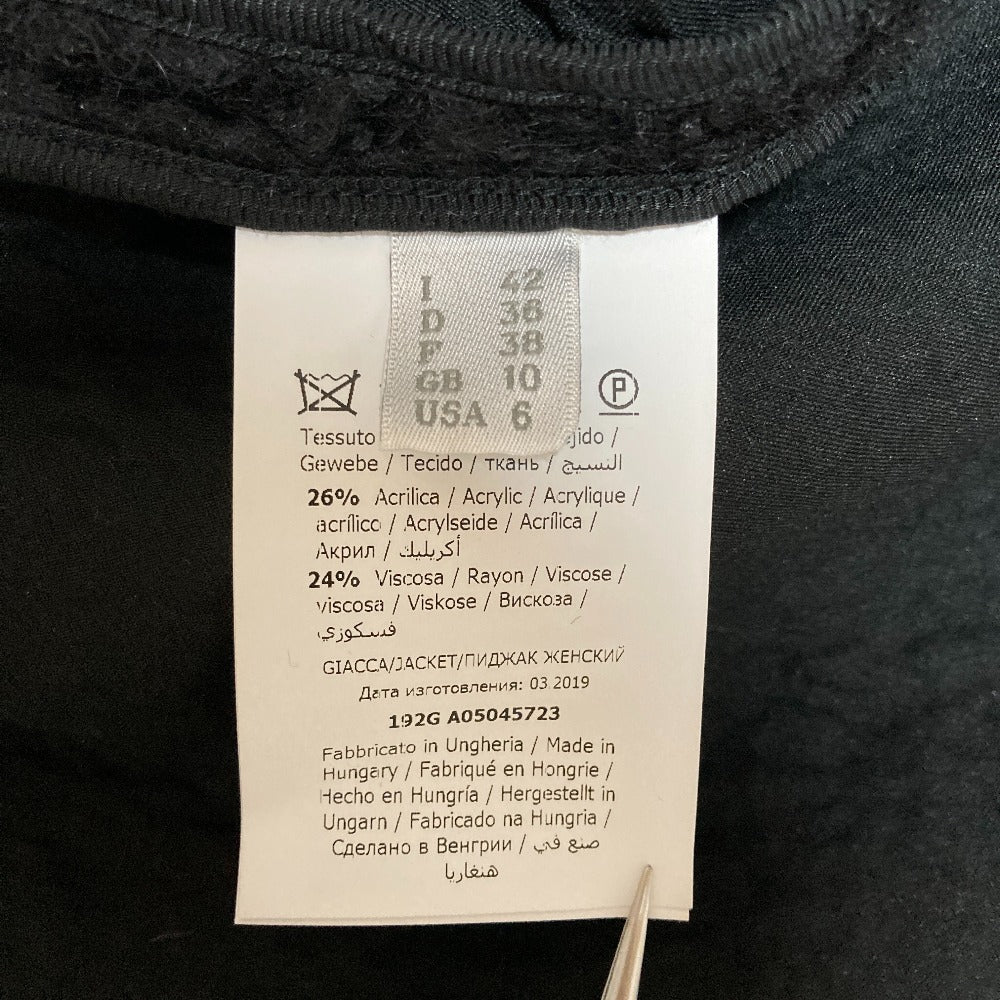 I 42
D 36
F 38
GB 10
USA 6
P
Tessuto jido /
Gewebe / Tecido / ткань / النسيج
26% Acrilica / Acrylic / Acrylique /
acrílico / Acrylseide / Acrílica /
Акрил / أكريليك
24% Viscosa / Rayon / Viscose /
viscosa / Viskose / Вискоза /
فسكوزي
GIACCA/JACKET/ПИДЖАК ЖЕНСКИЙ
Дата изготовления: 03.2019
192G A05045723
Fabbricato in Ungheria / Made in
Hungary / Fabriqué en Hongrie /
Hecho en Hungría / Hergestellt in
Ungarn / Fabricado na Hungria /
Сделано в Венгрии / صنع في
هنغاريا